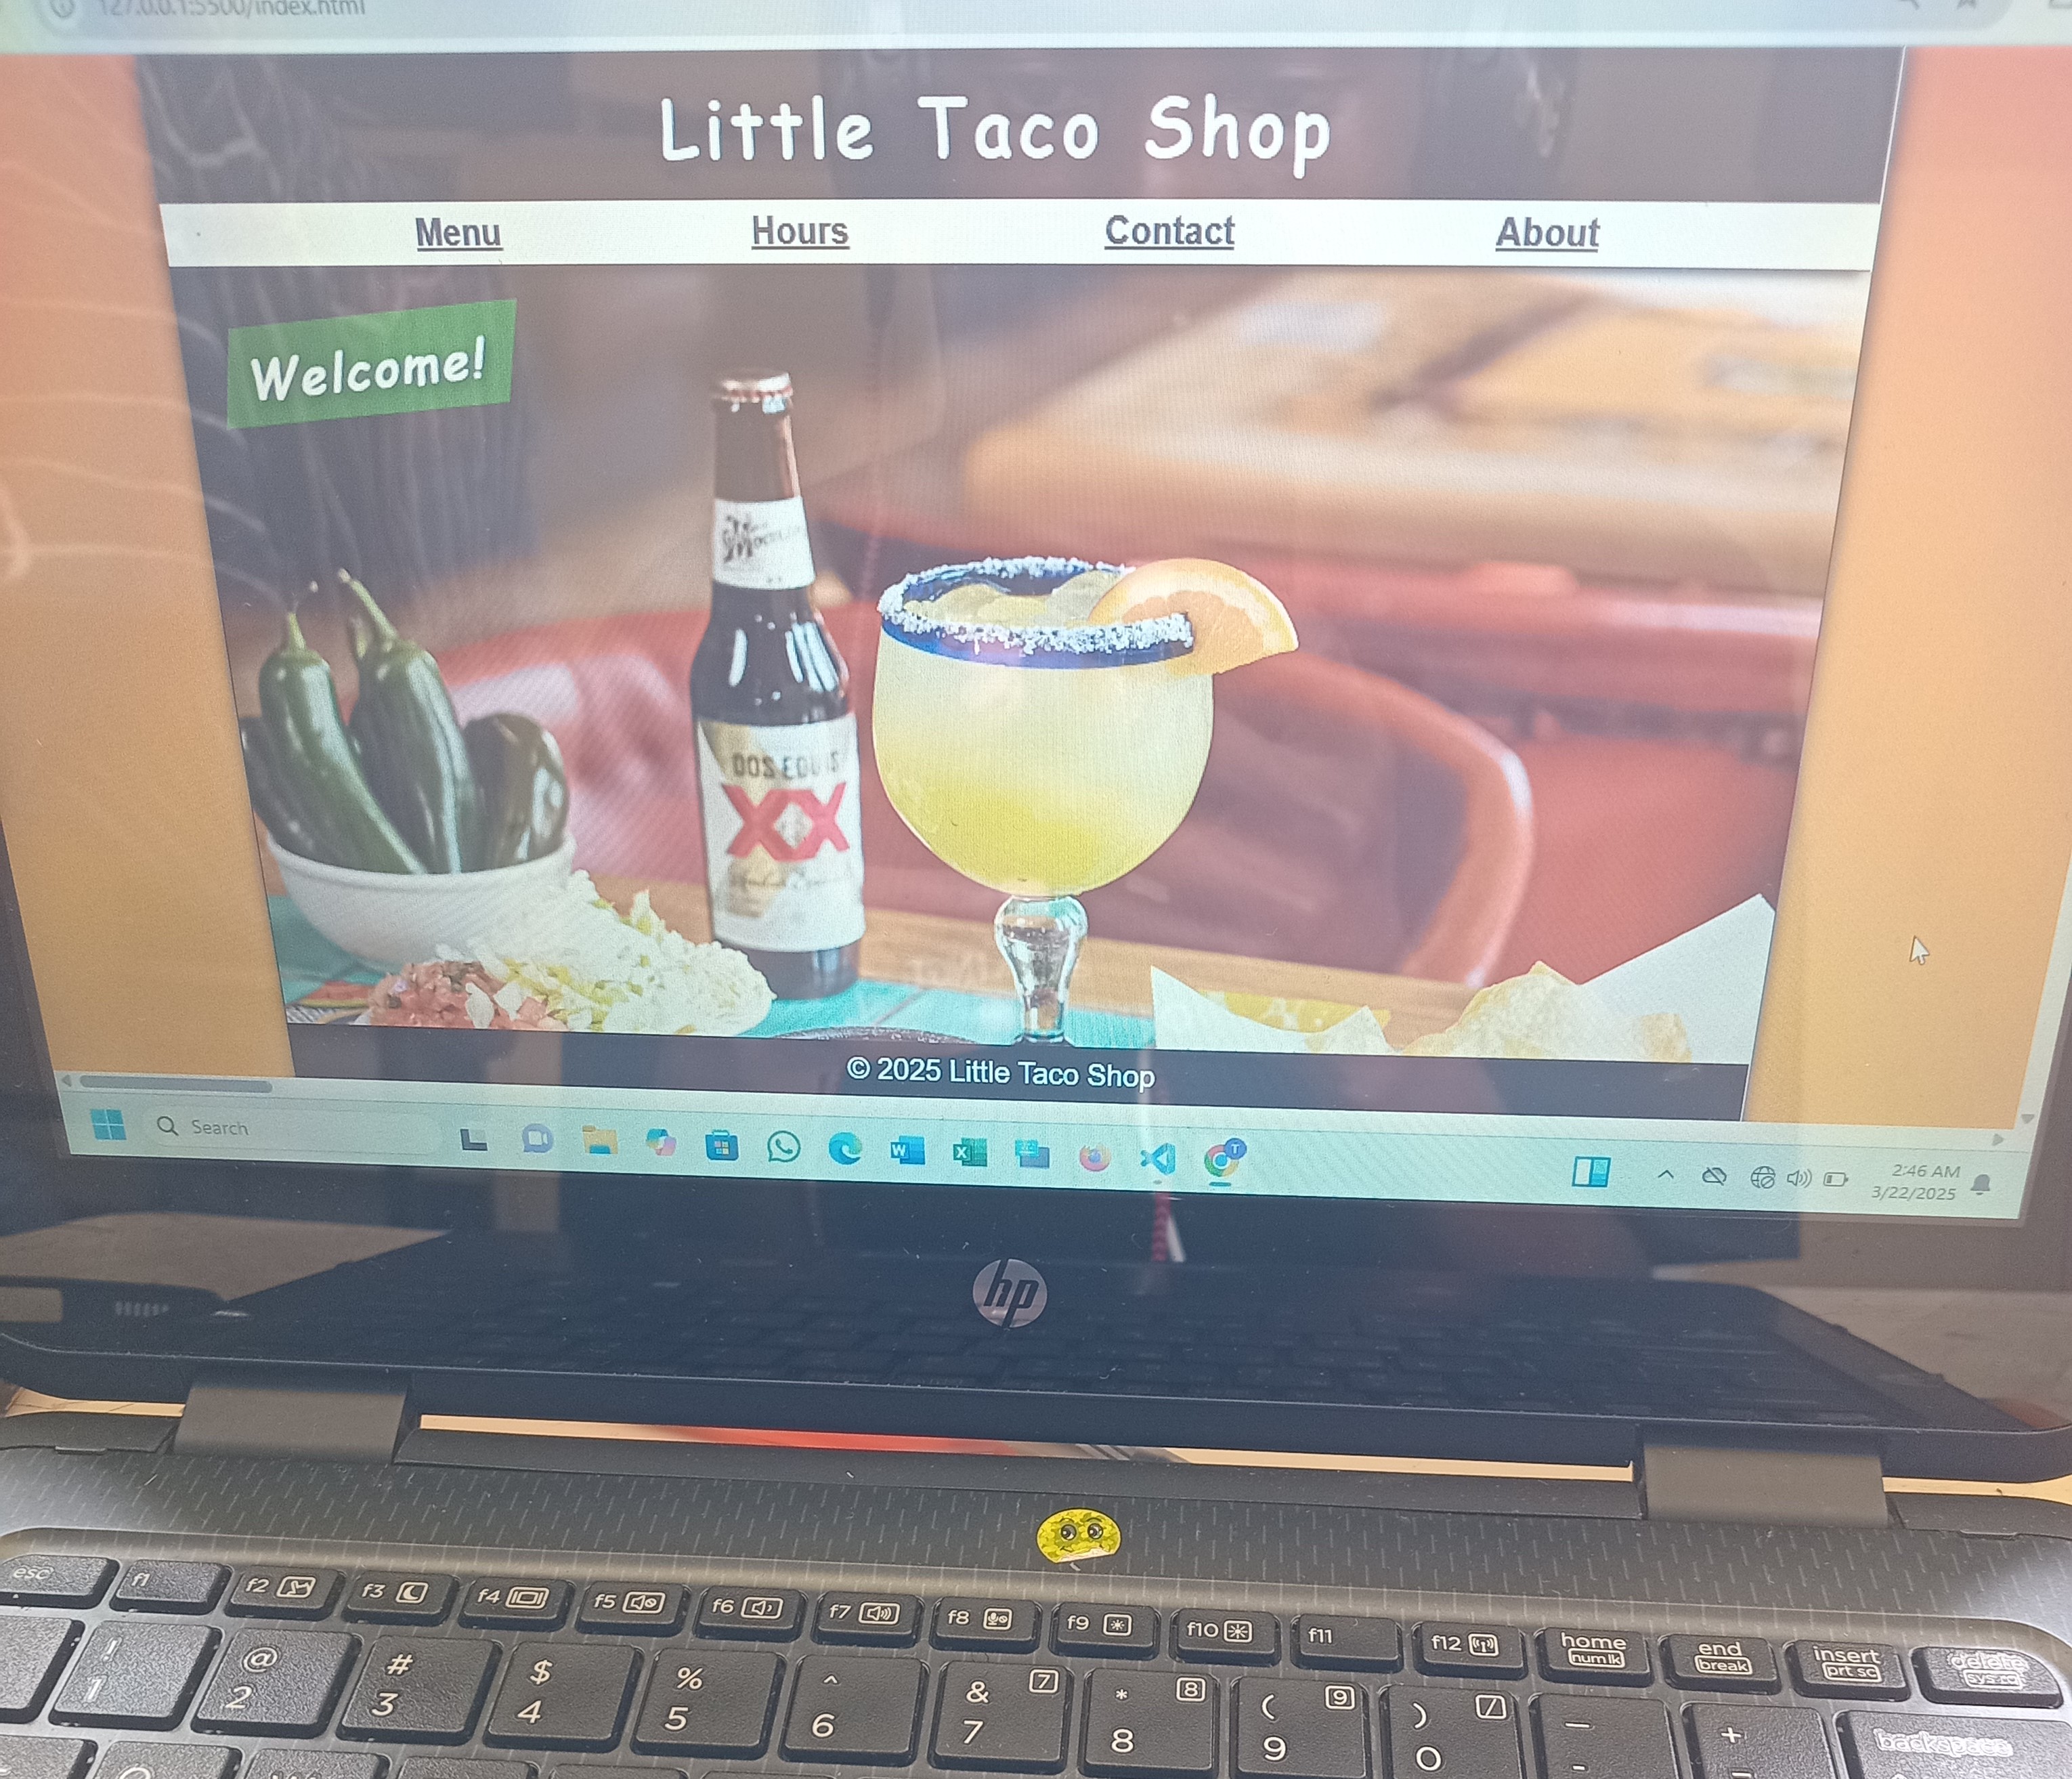 127.0.0.1:5500/index.html
Little Taco Shop
Menu Hours Contact About
Welcome!
DOS EQUIS
XX
© 2025 Little Taco Shop
Search
T
2:46 AM
3/22/2025
hp
esc f1 f2 f3 f4 f5 f6 f7 f8 f9 f10 f11 f12 home end insert delete
num lk break prt sc sys rq
! @ # $ % ^ & 7 * 8 ( 9 ) / — +
1 2 3 4 5 6 7 8 9 0 - = backspace